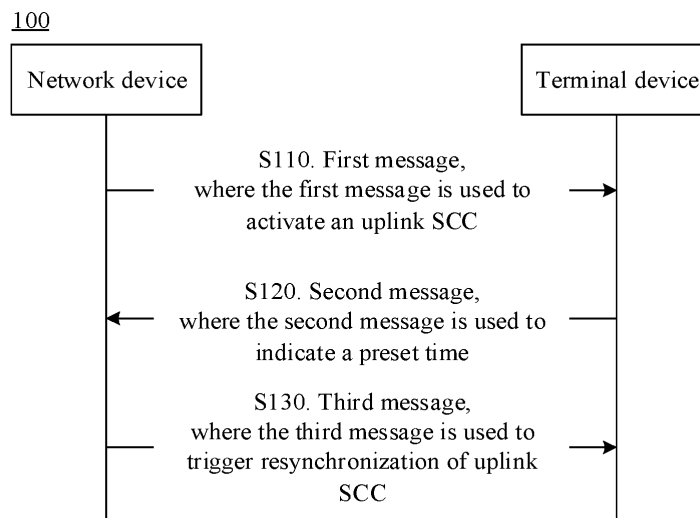 100
Network device
Terminal device
S110. First message,
where the first message is used to
activate an uplink SCC
S120. Second message,
where the second message is used to
indicate a preset time
S130. Third message,
where the third message is used to
trigger resynchronization of uplink
SCC